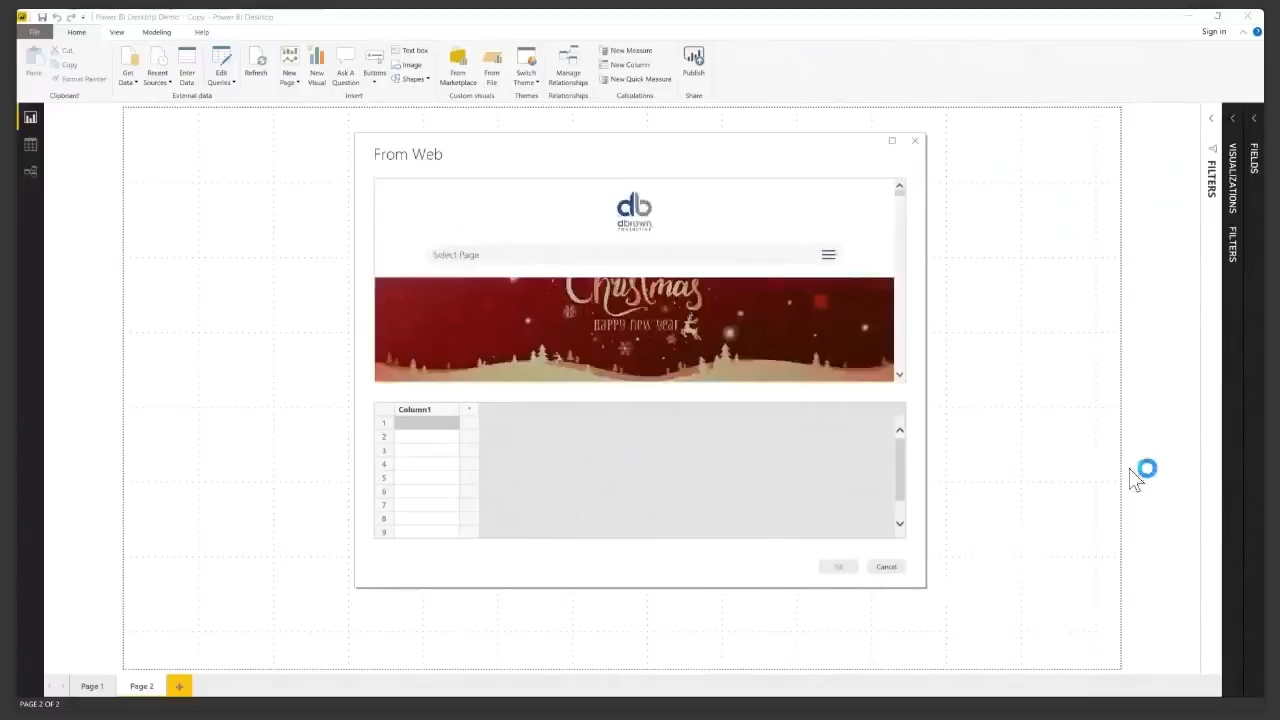 Power BI Desktop Demo - Copy - Power BI Desktop
File Home View Modeling Help Sign in
Paste
Cut
Copy
Format Painter
Clipboard
Get Data
Recent Sources
Enter Data
Edit Queries
External data
Refresh
New Page
New Visual
Ask A Question
Buttons
Text box
Image
Shapes
Insert
From Marketplace
From File
Custom visuals
Switch Theme
Themes
Manage Relationships
Relationships
New Measure
New Column
New Quick Measure
Calculations
Publish
Share
From Web
db
dbrown
CONSULTING
Select Page
Christmas
happy new year
Column1 *
1
2
3
4
5
6
7
8
9
OK Cancel
FILTERS
VISUALIZATIONS
FILTERS
FIELDS
Page 1 Page 2 +
PAGE 2 OF 2